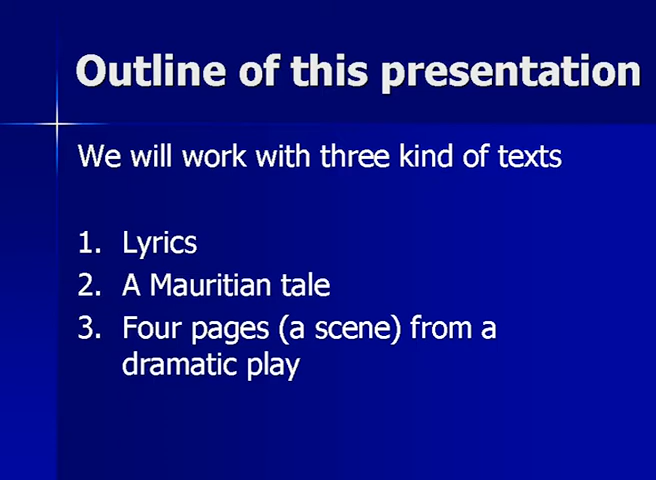 Outline of this presentation
We will work with three kind of texts
1. Lyrics
2. A Mauritian tale
3. Four pages (a scene) from a
dramatic play